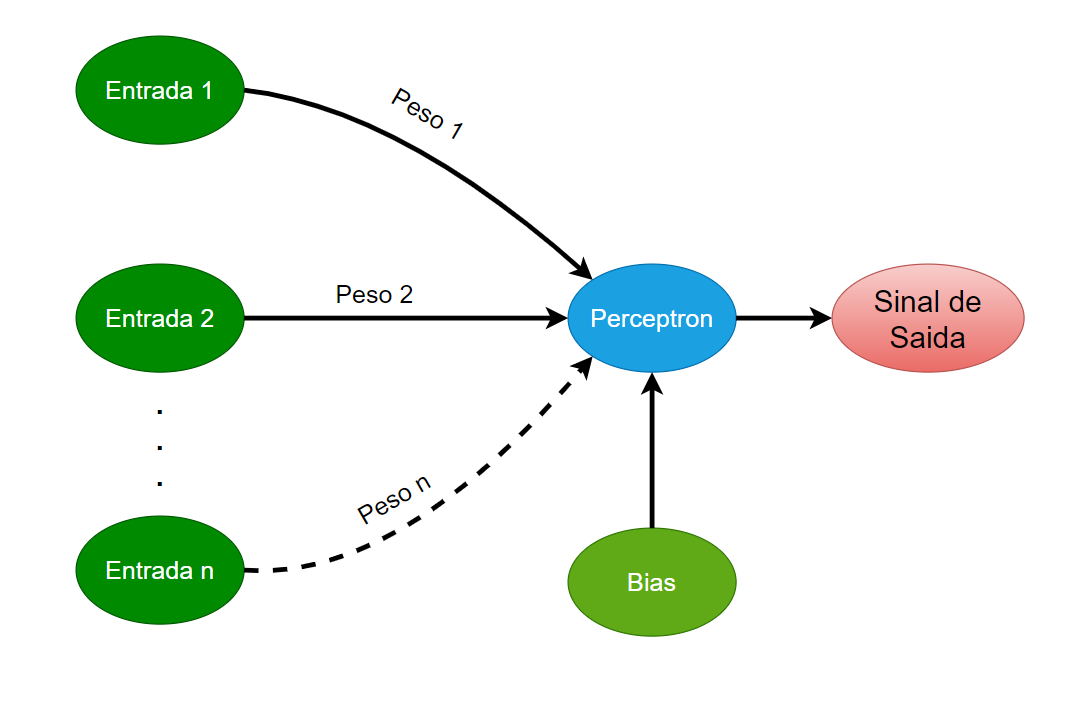 Entrada 1
Peso 1
Entrada 2
Peso 2
Perceptron
Sinal de
Saida
.
.
.
Peso n
Entrada n
Bias